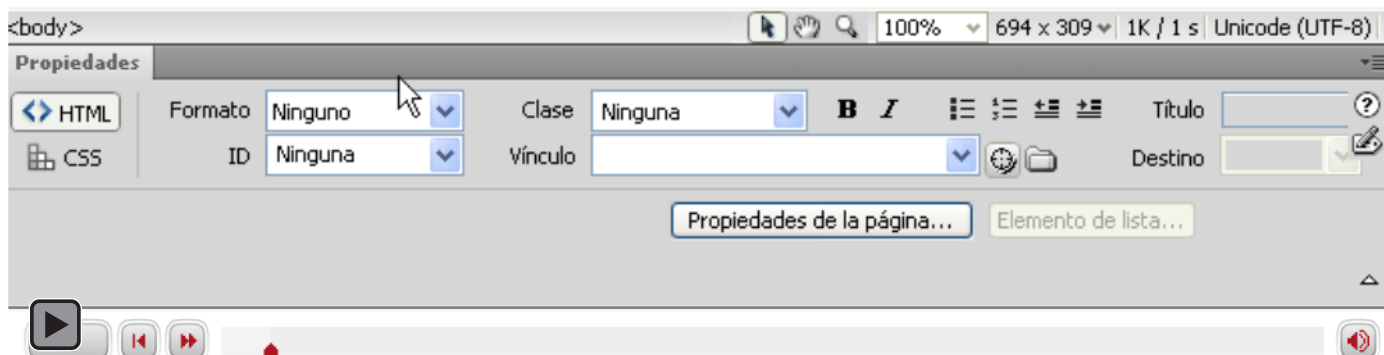 <body> 100% 694 x 309 1K / 1 s Unicode (UTF-8)
Propiedades
<> HTML Formato Ninguno Clase Ninguna B I Título
CSS ID Ninguna Vínculo Destino
Propiedades de la página... Elemento de lista...